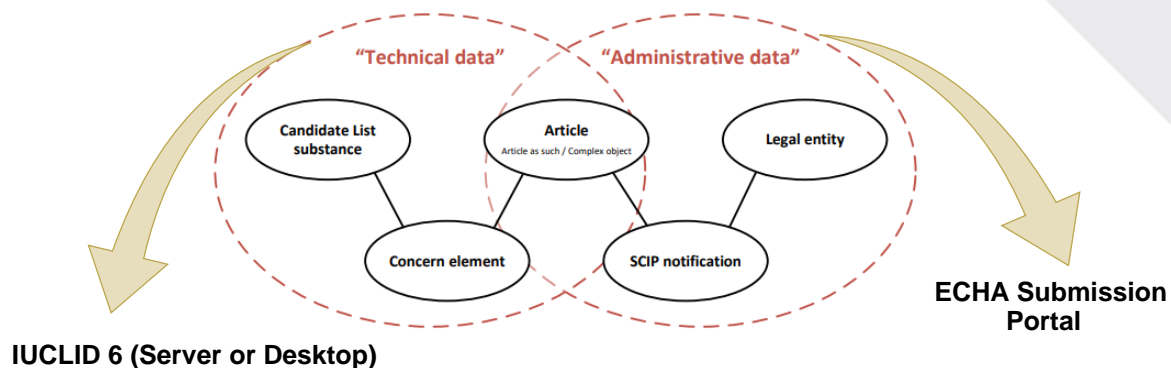 “Technical data”
“Administrative data”
Candidate List
substance
Article
Article as such / Complex object
Legal entity
Concern element
SCIP notification
ECHA Submission
Portal
IUCLID 6 (Server or Desktop)